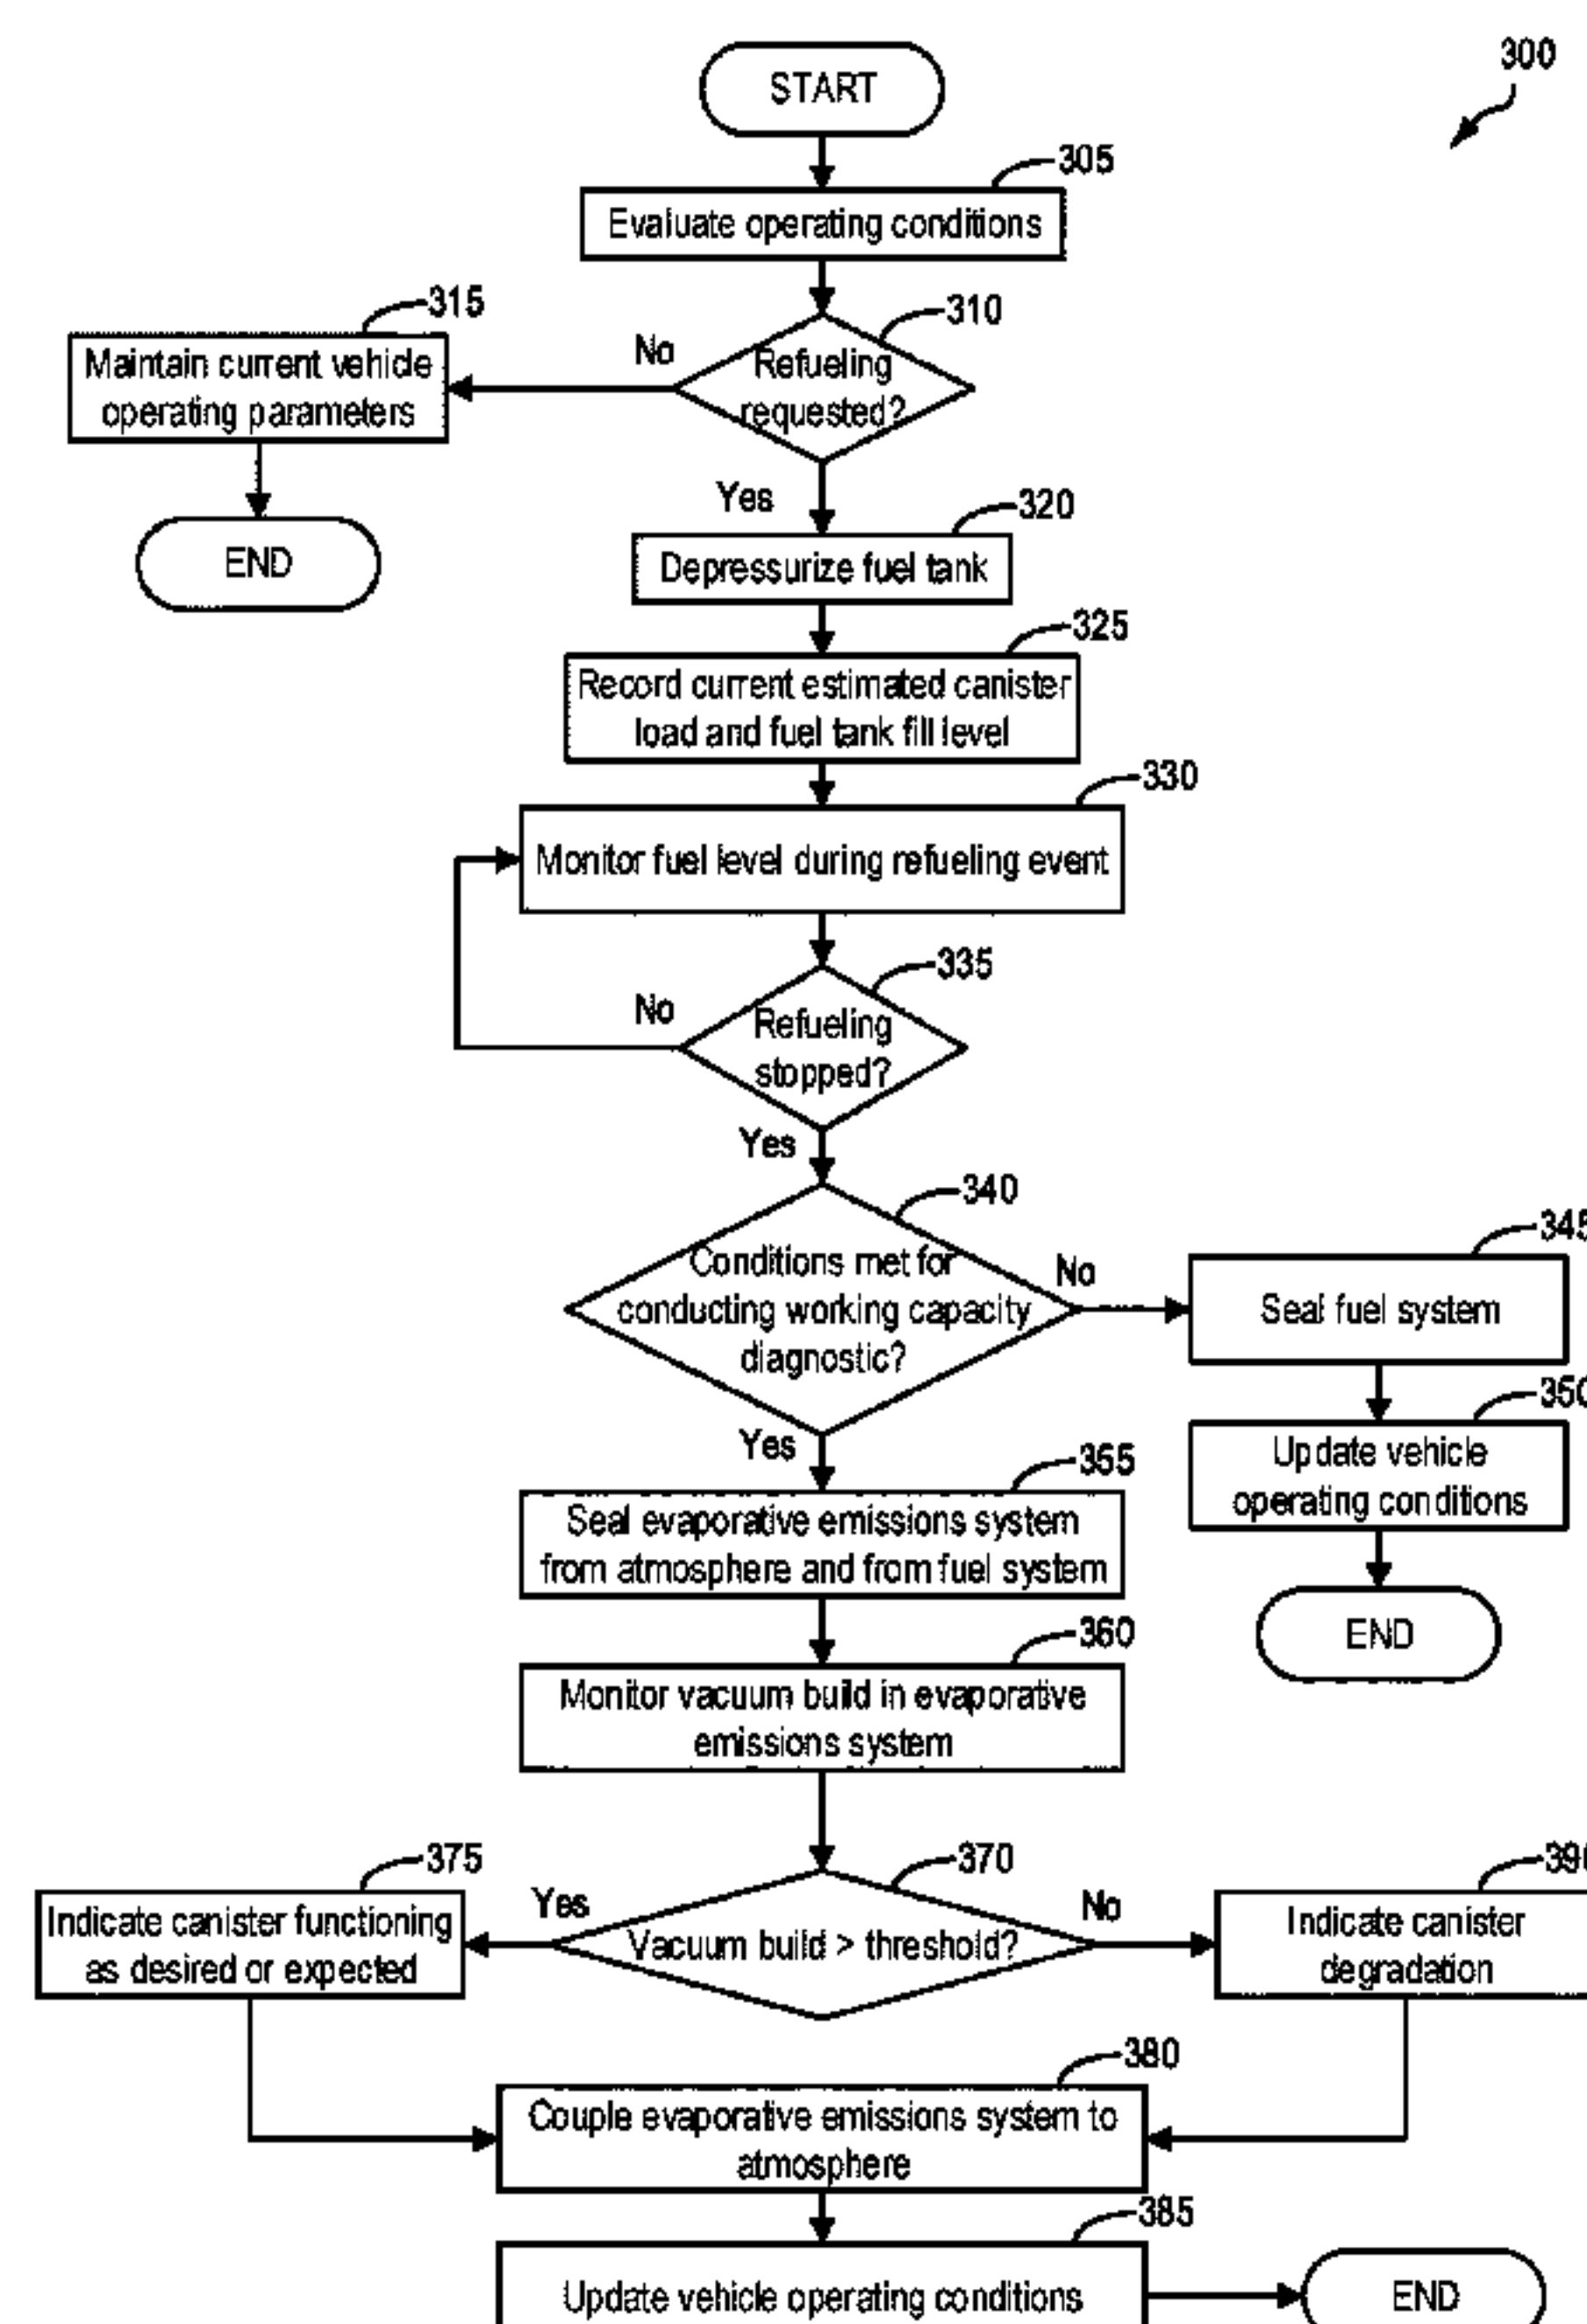 START
300
305
Evaluate operating conditions
310
315
No
Refueling
requested?
Maintain current vehicle
operating parameters
Yes
320
END
Depressurize fuel tank
325
Record current estimated canister
load and fuel tank fill level
330
Monitor fuel level during refueling event
335
No
Refueling
stopped?
Yes
340
345
Conditions met for
conducting working capacity
diagnostic?
No
Seal fuel system
350
Yes
355
Update vehicle
operating conditions
Seal evaporative emissions system
from atmosphere and from fuel system
360
END
Monitor vacuum build in evaporative
emissions system
375
370
390
Yes
No
Indicate canister functioning
as desired or expected
Vacuum build > threshold?
Indicate canister
degradation
380
Couple evaporative emissions system to
atmosphere
385
Update vehicle operating conditions
END